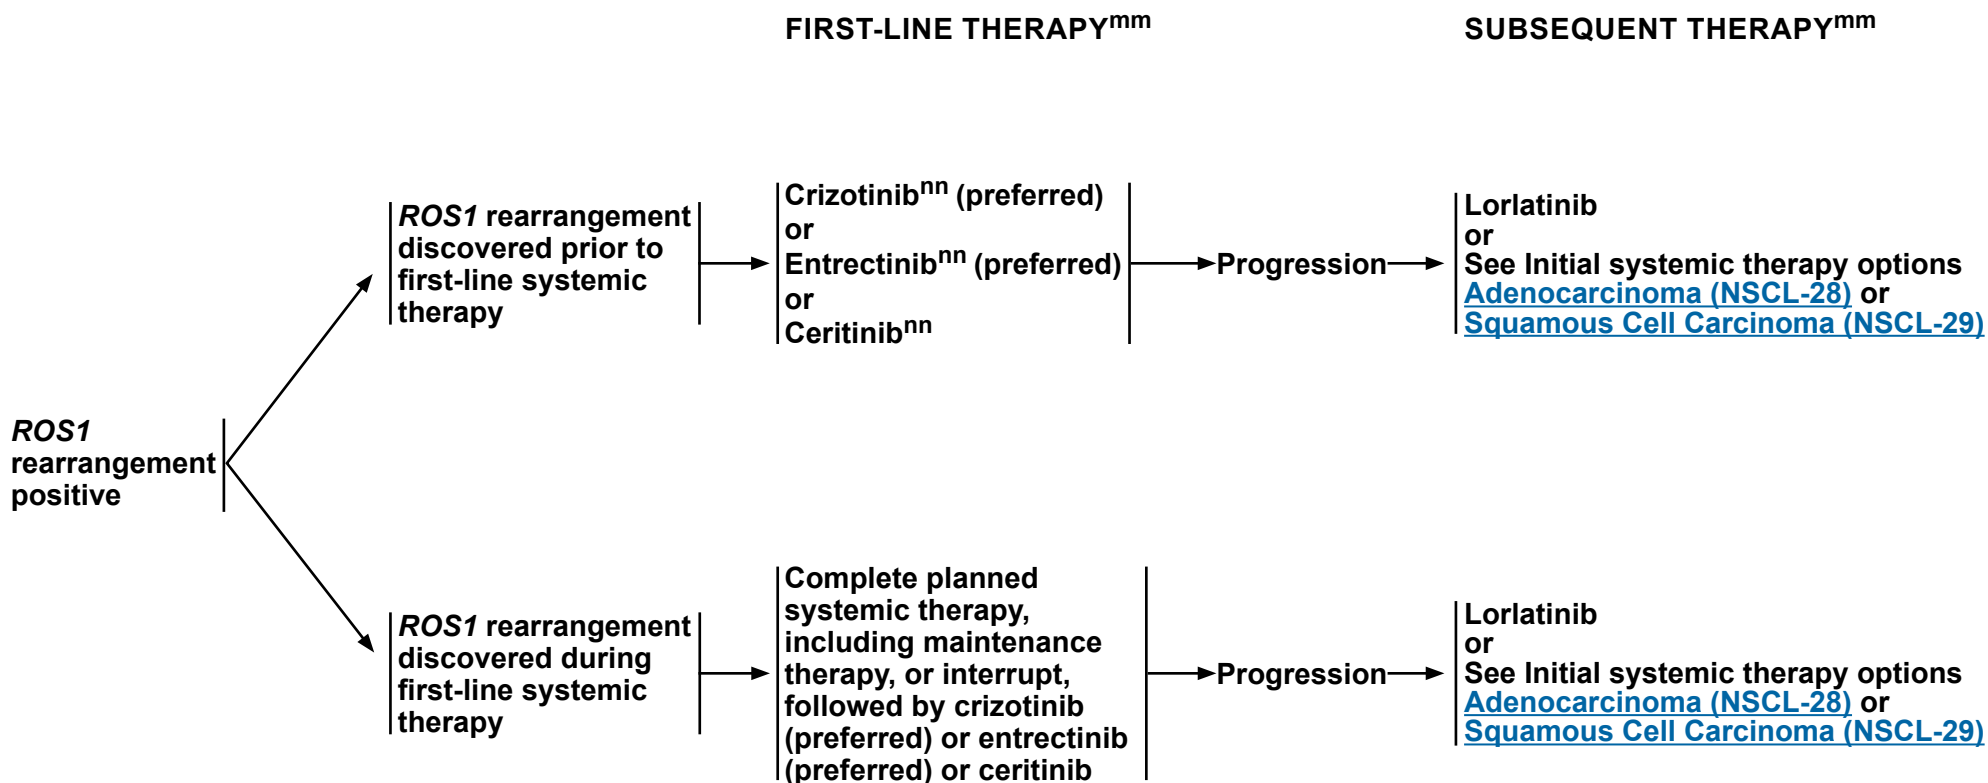 FIRST-LINE THERAPYmm
SUBSEQUENT THERAPYmm
ROS1
rearrangement
positive
ROS1 rearrangement
discovered prior to
first-line systemic
therapy
Crizotinibnn (preferred)
or
Entrectinibnn (preferred)
or
Ceritinibnn
Progression
Lorlatinib
or
See Initial systemic therapy options
Adenocarcinoma (NSCL-28) or
Squamous Cell Carcinoma (NSCL-29)
ROS1 rearrangement
discovered during
first-line systemic
therapy
Complete planned
systemic therapy,
including maintenance
therapy, or interrupt,
followed by crizotinib
(preferred) or entrectinib
(preferred) or ceritinib
Progression
Lorlatinib
or
See Initial systemic therapy options
Adenocarcinoma (NSCL-28) or
Squamous Cell Carcinoma (NSCL-29)